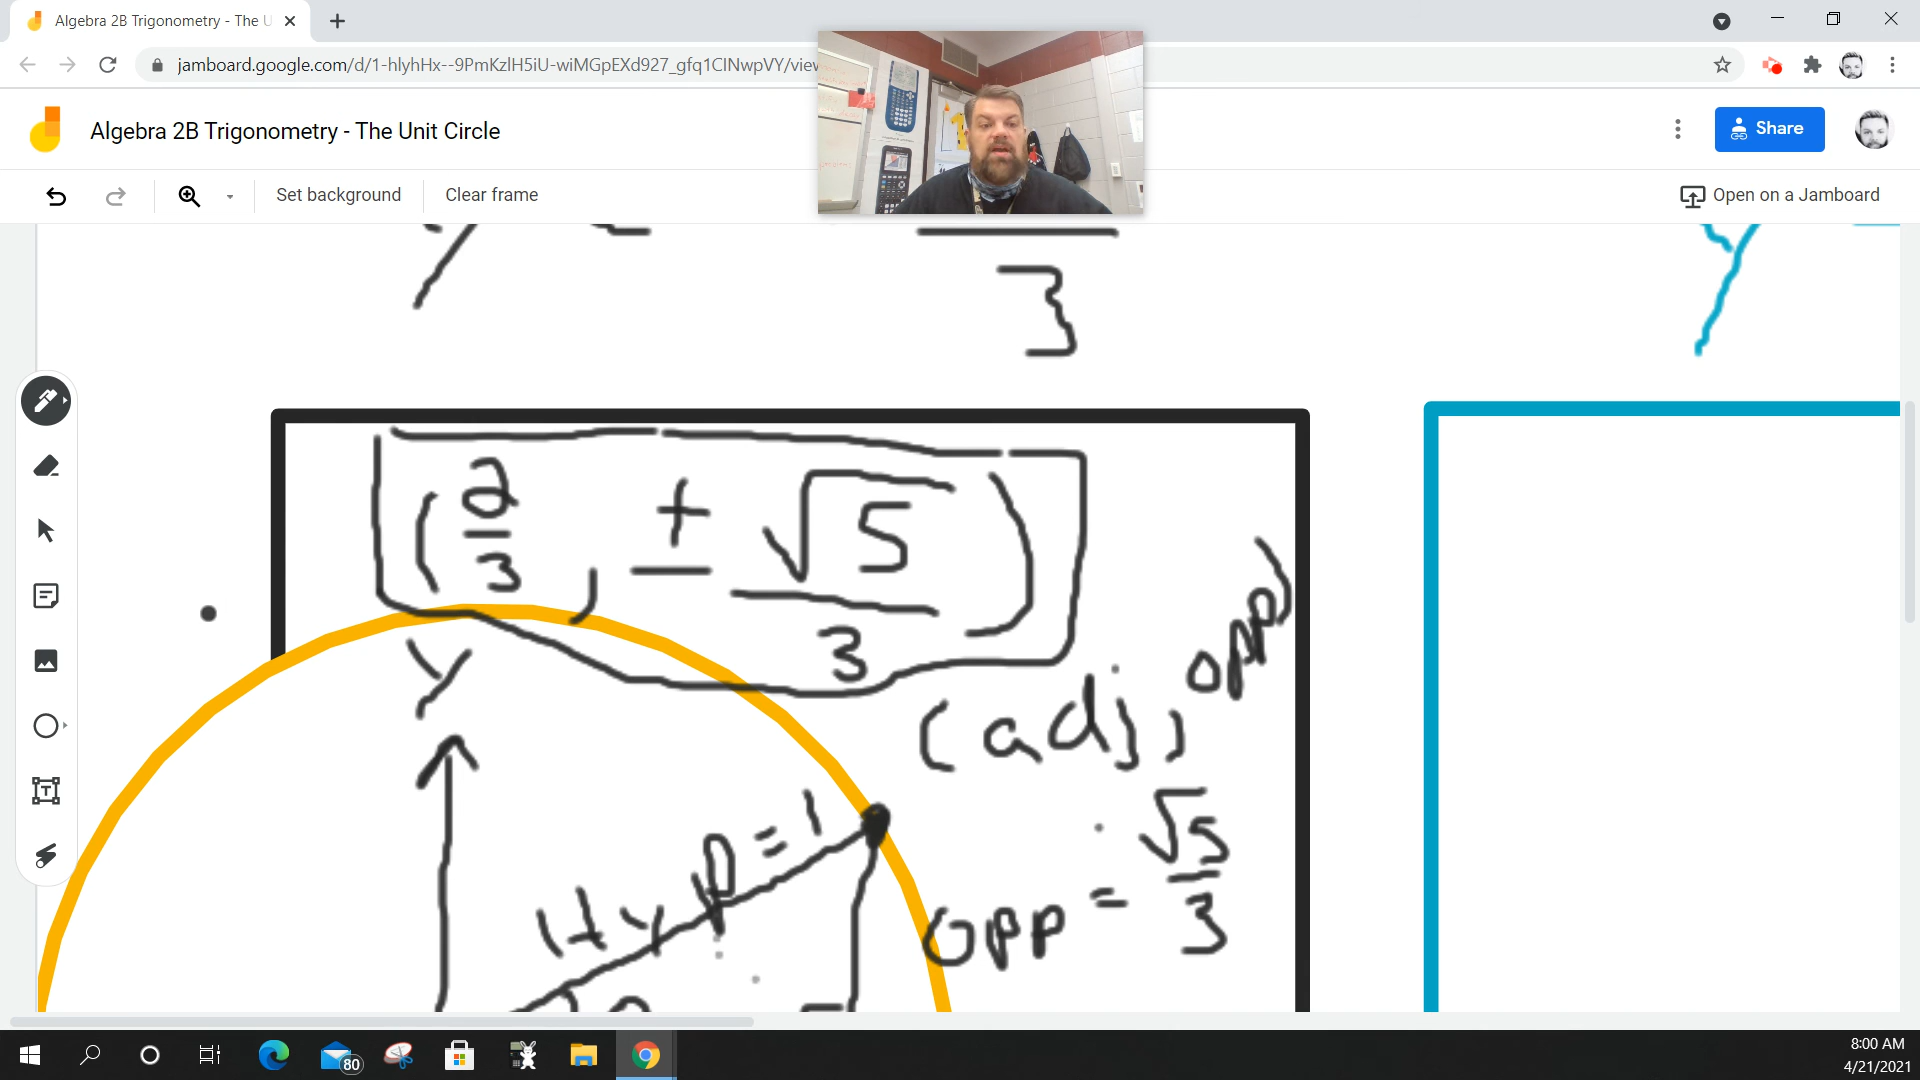 Algebra 2B Trigonometry - The U
jamboard.google.com/d/1-hlyhHx--9PmKzlH5iU-wiMGpEXd927_gfq1CINwpVY/view
Algebra 2B Trigonometry - The Unit Circle
Share
Set background
Clear frame
Open on a Jamboard
y =
3
(2/3, ± √5/3)
y
(adj, opp)
Hyp = 1
opp = √5/3
80
8:00 AM
4/21/2021